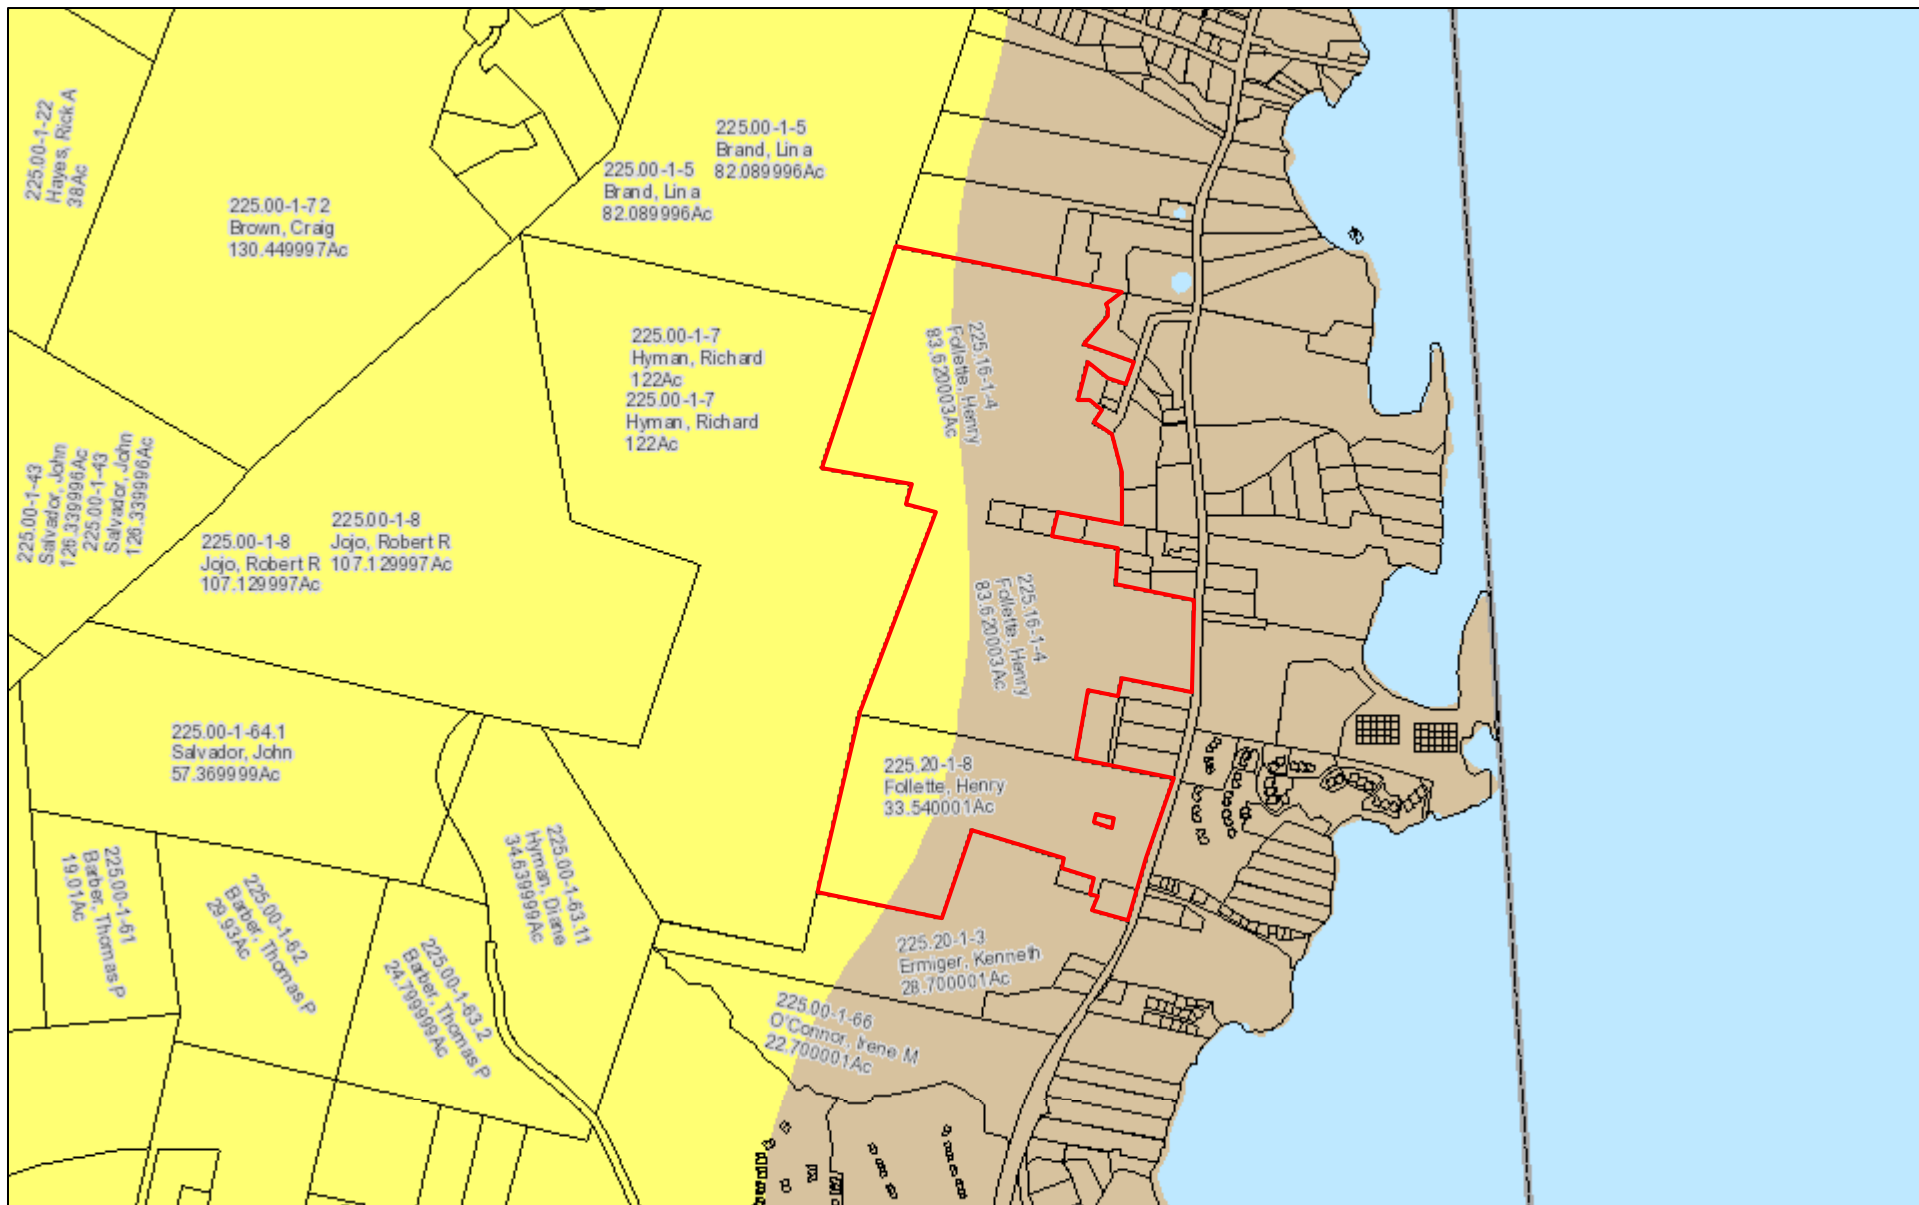 225.00-1-22
Hayes, Rick A
38Ac
225.00-1-72
Brown, Craig
130.449997Ac
225.00-1-5
Brand, Lina
82.089996Ac
225.00-1-5
Brand, Lina
82.089996Ac
225.00-1-7
Hyman, Richard
122Ac
225.00-1-7
Hyman, Richard
122Ac
225.16-1-4
Follette, Henry
83.620003Ac
225.00-1-43
Salvador, John
126.339996Ac
225.00-1-43
Salvador, John
126.339996Ac
225.00-1-8
Jojo, Robert R
107.129997Ac
225.00-1-8
Jojo, Robert R
107.129997Ac
225.16-1-4
Follette, Henry
83.620003Ac
225.00-1-64.1
Salvador, John
57.369999Ac
225.20-1-8
Follette, Henry
33.540001Ac
225.00-1-61
Barber, Thomas P
19.01Ac
225.00-1-62
Barber, Thomas P
29.93Ac
225.00-1-63.2
Barber, Thomas P
24.799999Ac
225.00-1-63.11
Hyman, Diane
34.639999Ac
225.20-1-3
Ermiger, Kenneth
28.700001Ac
225.00-1-66
O'Connor, Irene M
22.700001Ac